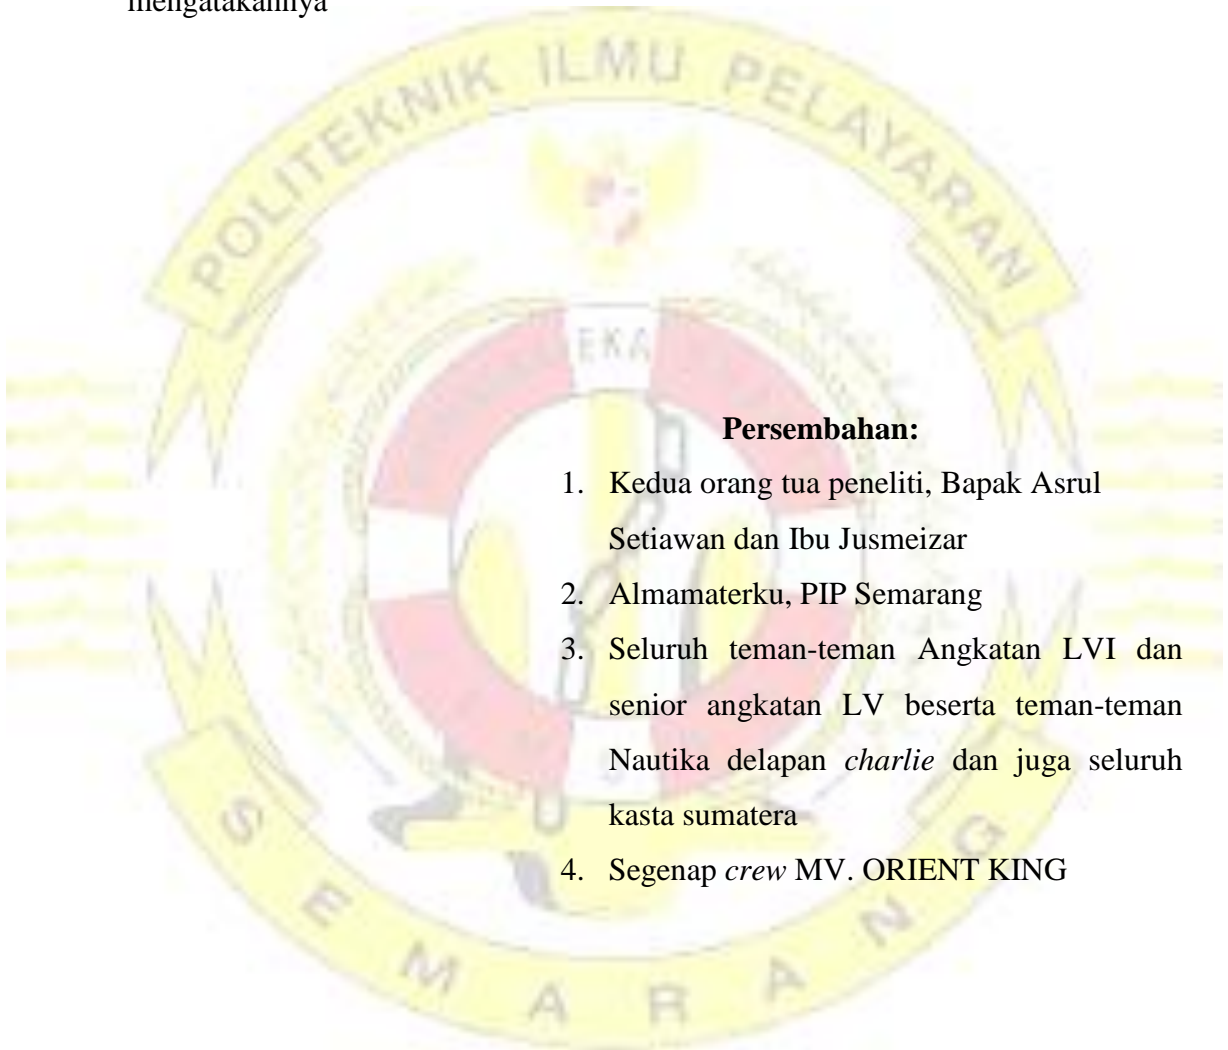 mengatakannya
POLITEKNIK ILMU PELAYARAN
EKA
Persembahan:
1. Kedua orang tua peneliti, Bapak Asrul
Setiawan dan Ibu Jusmeizar
2. Almamaterku, PIP Semarang
3. Seluruh teman-teman Angkatan LVI dan
senior angkatan LV beserta teman-teman
Nautika delapan charlie dan juga seluruh
kasta sumatera
4. Segenap crew MV. ORIENT KING
SEMARANG